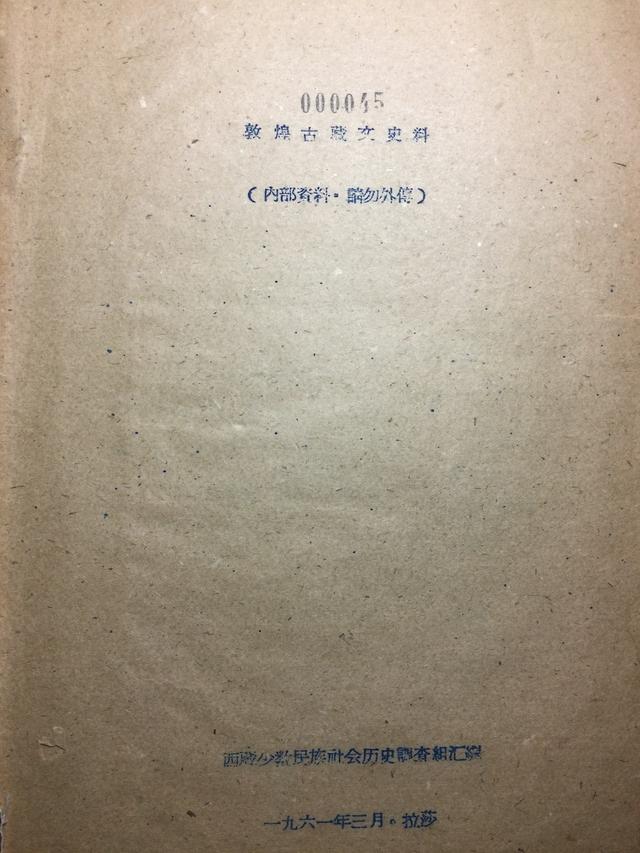 000045
敦煌古藏文史料
（内部資料·請勿外傳）
西藏少数民族社会历史調查組汇編
一九六一年三月。拉莎